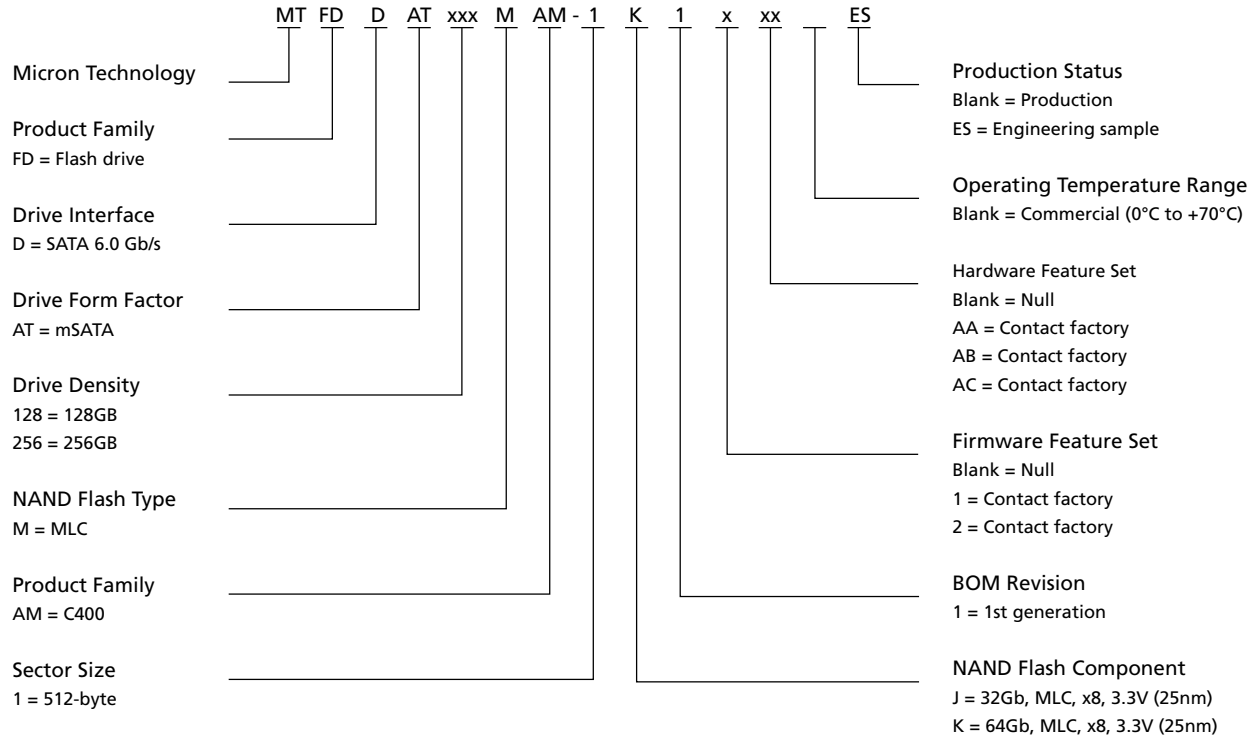 MT FD D AT xxx M AM - 1 K 1 x xx ES
Micron Technology
Product Family
FD = Flash drive
Drive Interface
D = SATA 6.0 Gb/s
Drive Form Factor
AT = mSATA
Drive Density
128 = 128GB
256 = 256GB
NAND Flash Type
M = MLC
Product Family
AM = C400
Sector Size
1 = 512-byte
Production Status
Blank = Production
ES = Engineering sample
Operating Temperature Range
Blank = Commercial (0°C to +70°C)
Hardware Feature Set
Blank = Null
AA = Contact factory
AB = Contact factory
AC = Contact factory
Firmware Feature Set
Blank = Null
1 = Contact factory
2 = Contact factory
BOM Revision
1 = 1st generation
NAND Flash Component
J = 32Gb, MLC, x8, 3.3V (25nm)
K = 64Gb, MLC, x8, 3.3V (25nm)